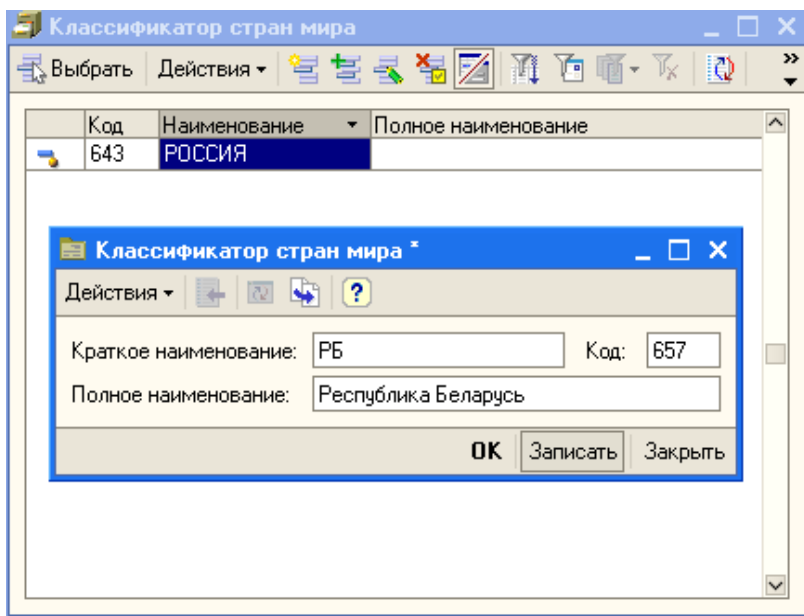 Классификатор стран мира
Выбрать Действия
Код Наименование Полное наименование
643 РОССИЯ
Классификатор стран мира *
Действия ?
Краткое наименование: РБ Код: 657
Полное наименование: Республика Беларусь
OK Записать Закрыть